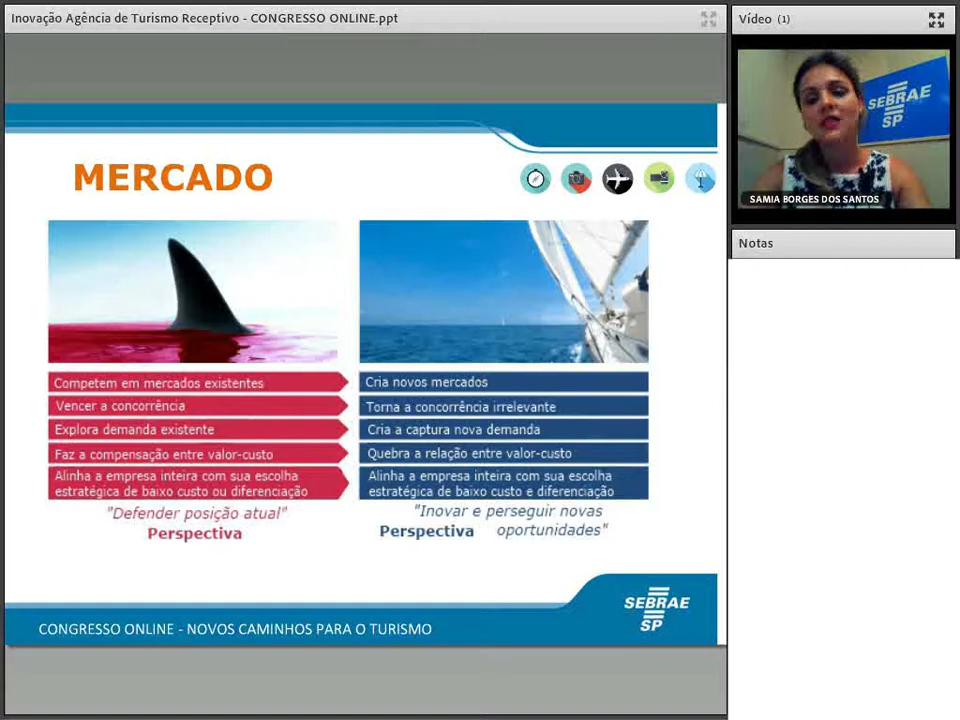 Inovação Agência de Turismo Receptivo - CONGRESSO ONLINE.ppt
Vídeo (1)
SEBRAE
SP
SAMIA BORGES DOS SANTOS
Notas
MERCADO
Competem em mercados existentes
Vencer a concorrência
Explora demanda existente
Faz a compensação entre valor-custo
Alinha a empresa inteira com sua escolha
estratégica de baixo custo ou diferenciação
"Defender posição atual"
Perspectiva
Cria novos mercados
Torna a concorrência irrelevante
Cria a captura nova demanda
Quebra a relação entre valor-custo
Alinha a empresa inteira com sua escolha
estratégica de baixo custo e diferenciação
"Inovar e perseguir novas
Perspectiva oportunidades"
CONGRESSO ONLINE - NOVOS CAMINHOS PARA O TURISMO
SEBRAE
SP